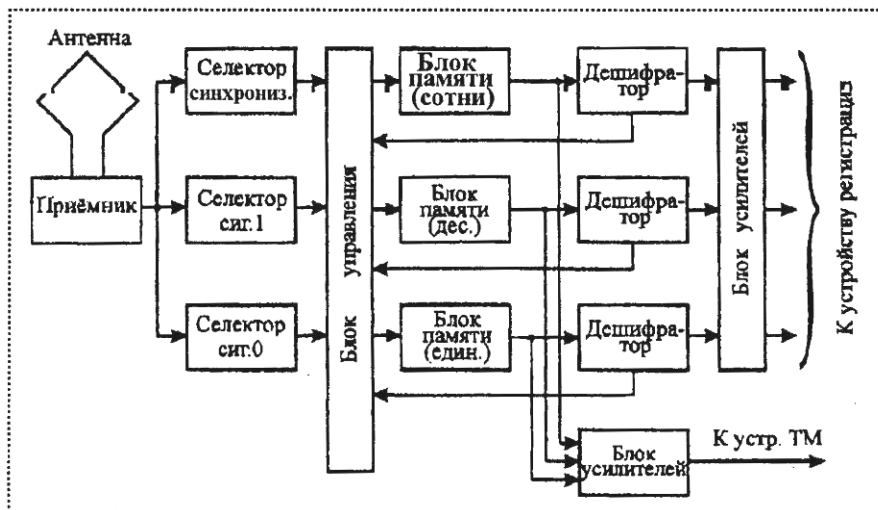 Антенна
Приёмник
Селектор
синхрониз.
Селектор
сиг.1
Селектор
сиг.0
Блок управления
Блок
памяти
(сотни)
Блок
памяти
(дес.)
Блок
памяти
(един.)
Дешифра-
тор
Дешифра-
тор
Дешифра-
тор
Блок усилителей
К устройству регистрация
Блок
усилителей
К устр. ТМ